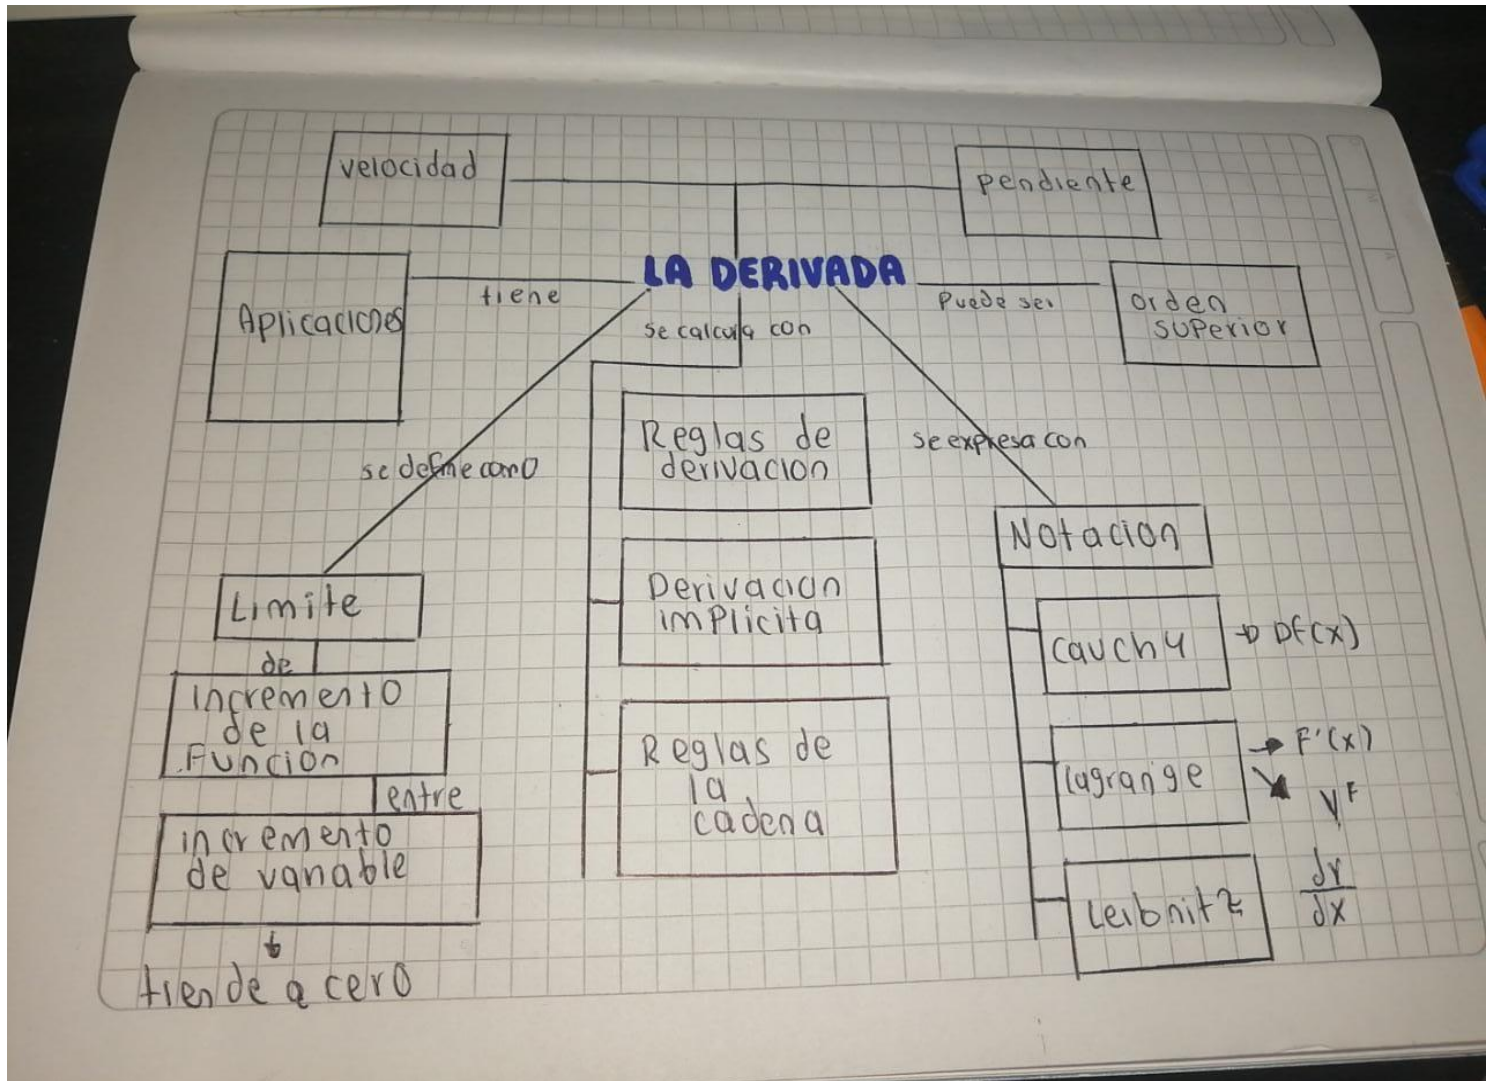 velocidad
pendiente
LA DERIVADA
tiene
Puede ser
Aplicaciones
orden
superior
se calcula con
Reglas de
derivacion
se expresa con
se define como
Notacion
Limite
Derivacion
implicita
cauchy
→ Df(x)
de
incremento
de la
Función
Reglas de
la
cadena
lagrange
→ F'(x)
entre
incremento
de variable
Leibnitz
dy
dx
tiende a cero